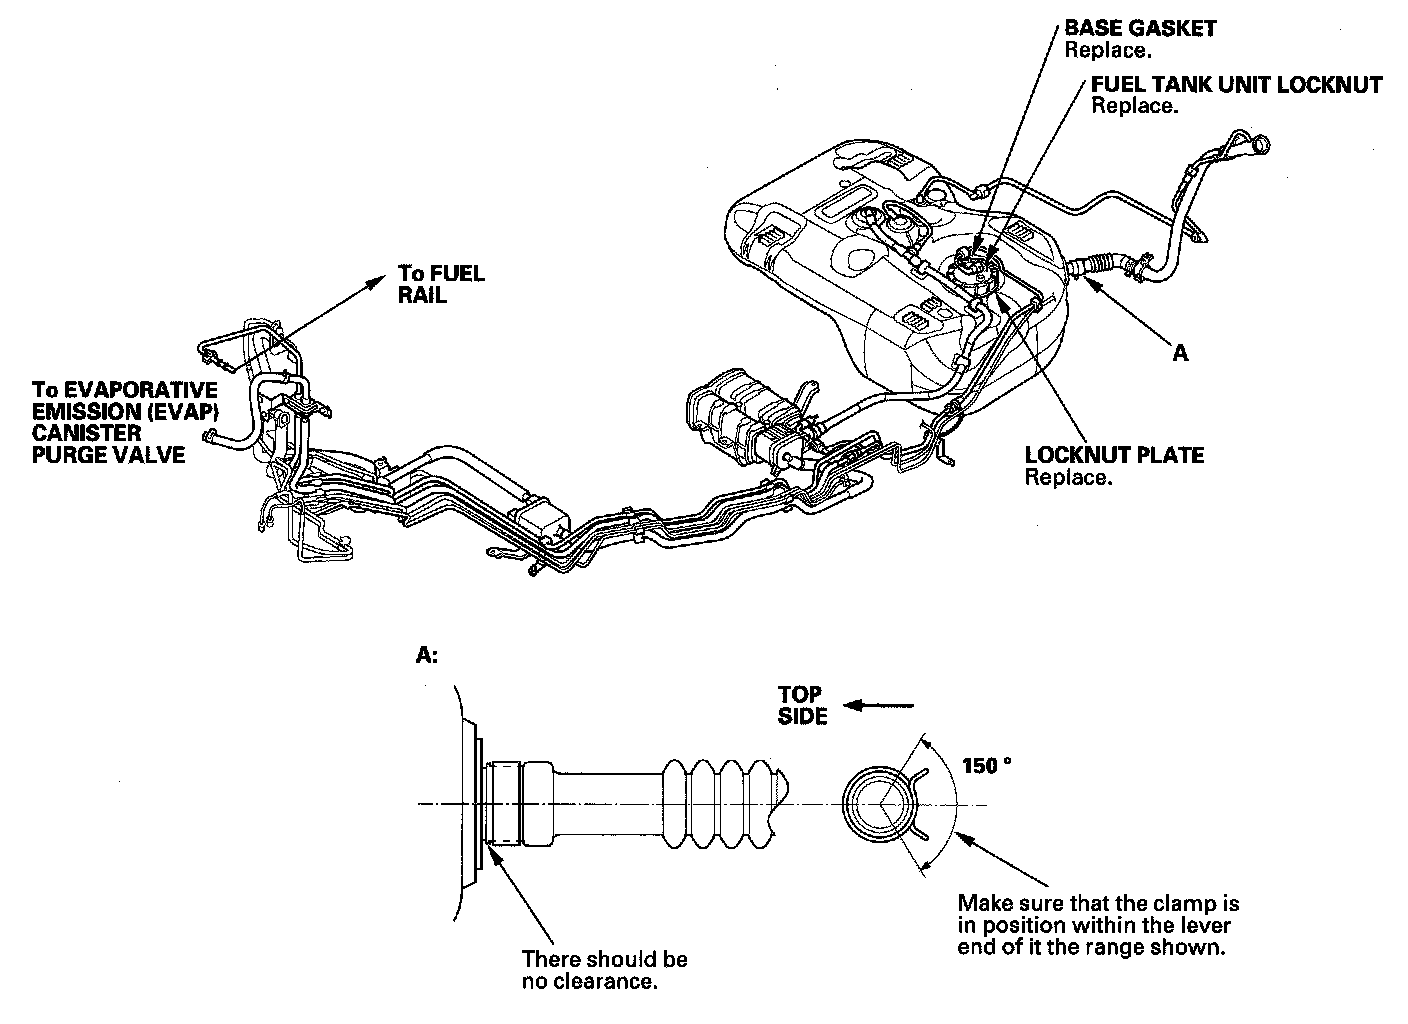 BASE GASKET
Replace.
FUEL TANK UNIT LOCKNUT
Replace.
To FUEL
RAIL
A
To EVAPORATIVE
EMISSION (EVAP)
CANISTER
PURGE VALVE
LOCKNUT PLATE
Replace.
A:
TOP
SIDE
150 °
Make sure that the clamp is
in position within the lever
end of it the range shown.
There should be
no clearance.